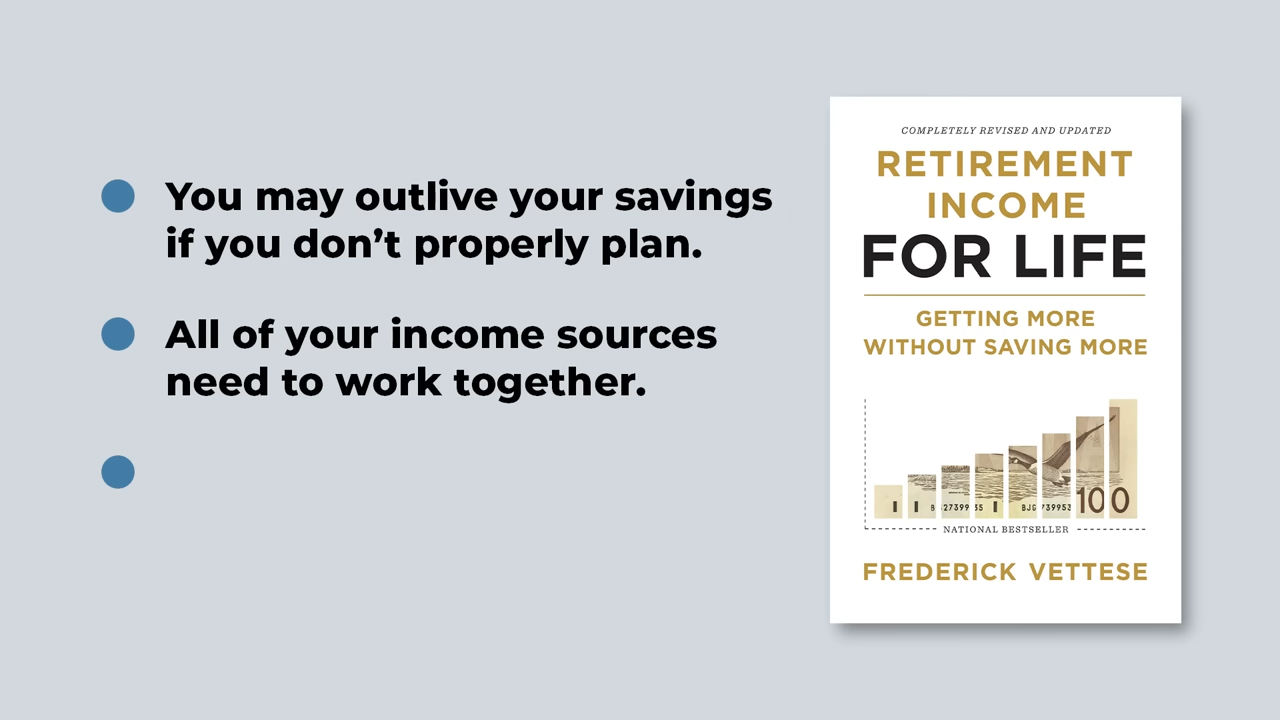 You may outlive your savings
if you don’t properly plan.
All of your income sources
need to work together.
COMPLETELY REVISED AND UPDATED
RETIREMENT
INCOME
FOR LIFE
GETTING MORE
WITHOUT SAVING MORE
100
NATIONAL BESTSELLER
FREDERICK VETTESE